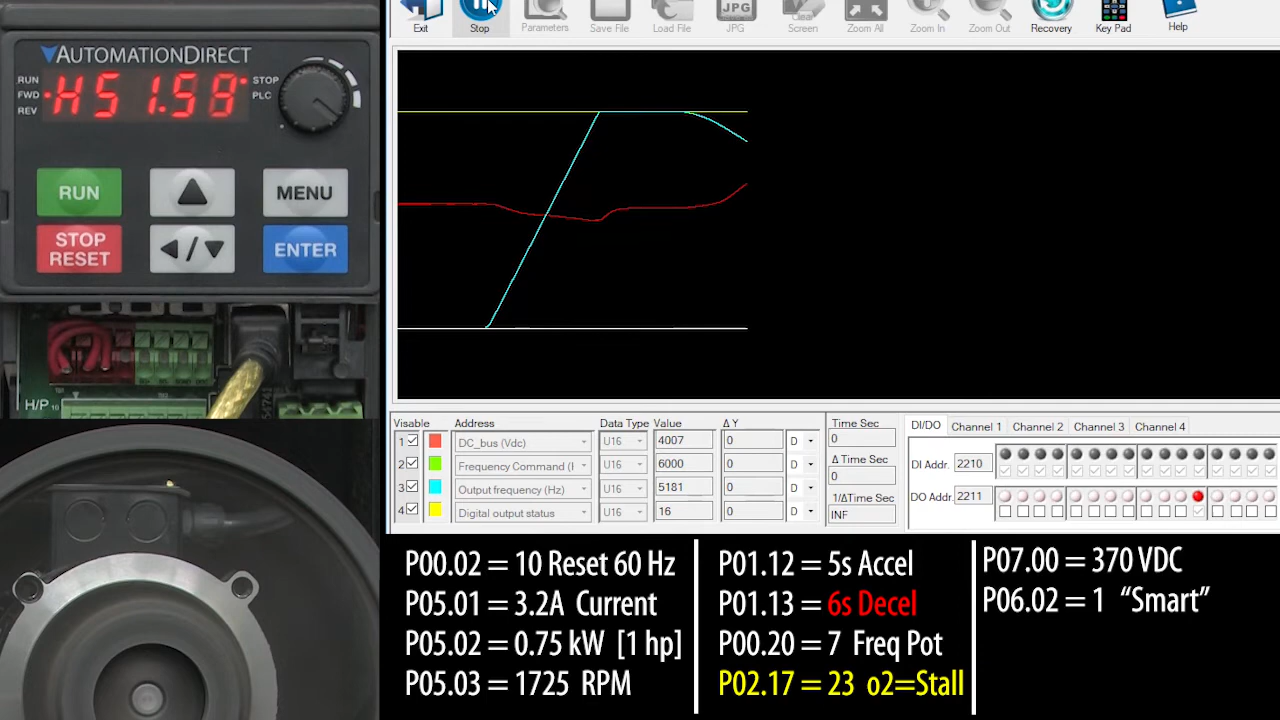 AUTOMATIONDIRECT
RUN
FWD
REV
H51.58
STOP
PLC
RUN
MENU
STOP
RESET
ENTER
H/P
Exit
Stop
Parameters
Save File
Load File
JPG
JPG
Clear
Screen
Zoom All
Zoom In
Zoom Out
Recovery
Key Pad
Help
Visable Address Data Type Value Δ Y
1 DC_bus (Vdc) U16 4007 0 D
2 Frequency Command (I U16 6000 0 D
3 Output frequency (Hz) U16 5181 0 D
4 Digital output status U16 16 0 D
Time Sec
0
Δ Time Sec
0
1/ΔTime Sec
INF
DI/DO Channel 1 Channel 2 Channel 3 Channel 4
DI Addr. 2210
DO Addr. 2211
P00.02 = 10 Reset 60 Hz
P05.01 = 3.2A Current
P05.02 = 0.75 kW [1 hp]
P05.03 = 1725 RPM
P01.12 = 5s Accel
P01.13 = 6s Decel
P00.20 = 7 Freq Pot
P02.17 = 23 o2=Stall
P07.00 = 370 VDC
P06.02 = 1 “Smart”